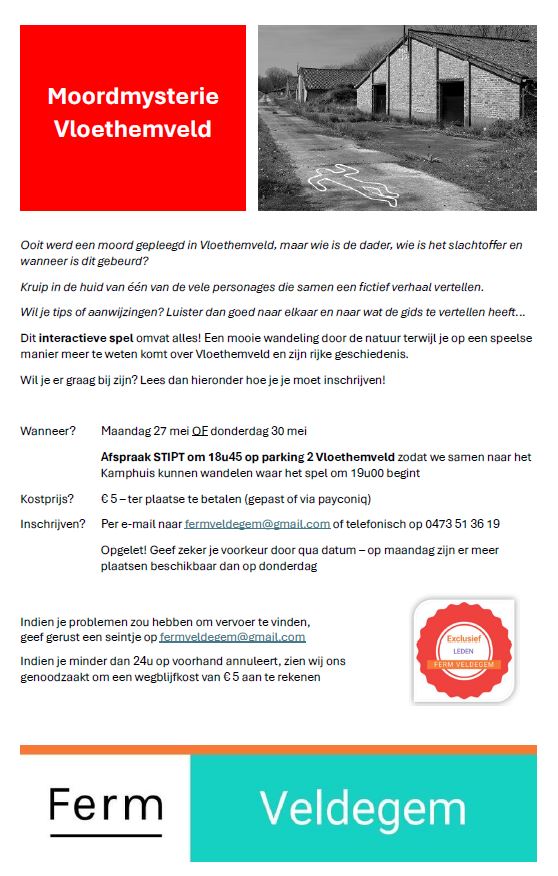 Moordmysterie
Vloethemveld
Ooit werd een moord gepleegd in Vloethemveld, maar wie is de dader, wie is het slachtoffer en
wanneer is dit gebeurd?
Kruip in de huid van één van de vele personages die samen een fictief verhaal vertellen.
Wil je tips of aanwijzingen? Luister dan goed naar elkaar en naar wat de gids te vertellen heeft...
Dit interactieve spel omvat alles! Een mooie wandeling door de natuur terwijl je op een speelse
manier meer te weten komt over Vloethemveld en zijn rijke geschiedenis.
Wil je er graag bij zijn? Lees dan hieronder hoe je je moet inschrijven!
Wanneer? Maandag 27 mei OF donderdag 30 mei
Afspraak STIPT om 18u45 op parking 2 Vloethemveld zodat we samen naar het
Kamphuis kunnen wandelen waar het spel om 19u00 begint
Kostprijs? € 5 – ter plaatse te betalen (gepast of via payconiq)
Inschrijven? Per e-mail naar fermveldegem@gmail.com of telefonisch op 0473 51 36 19
Opgelet! Geef zeker je voorkeur door qua datum – op maandag zijn er meer
plaatsen beschikbaar dan op donderdag
Indien je problemen zou hebben om vervoer te vinden,
geef gerust een seintje op fermveldegem@gmail.com
Indien je minder dan 24u op voorhand annuleert, zien wij ons
genoodzaakt om een wegblijfkost van € 5 aan te rekenen
Exclusief
LEDEN
FERM VELDEGEM
Ferm
Veldegem